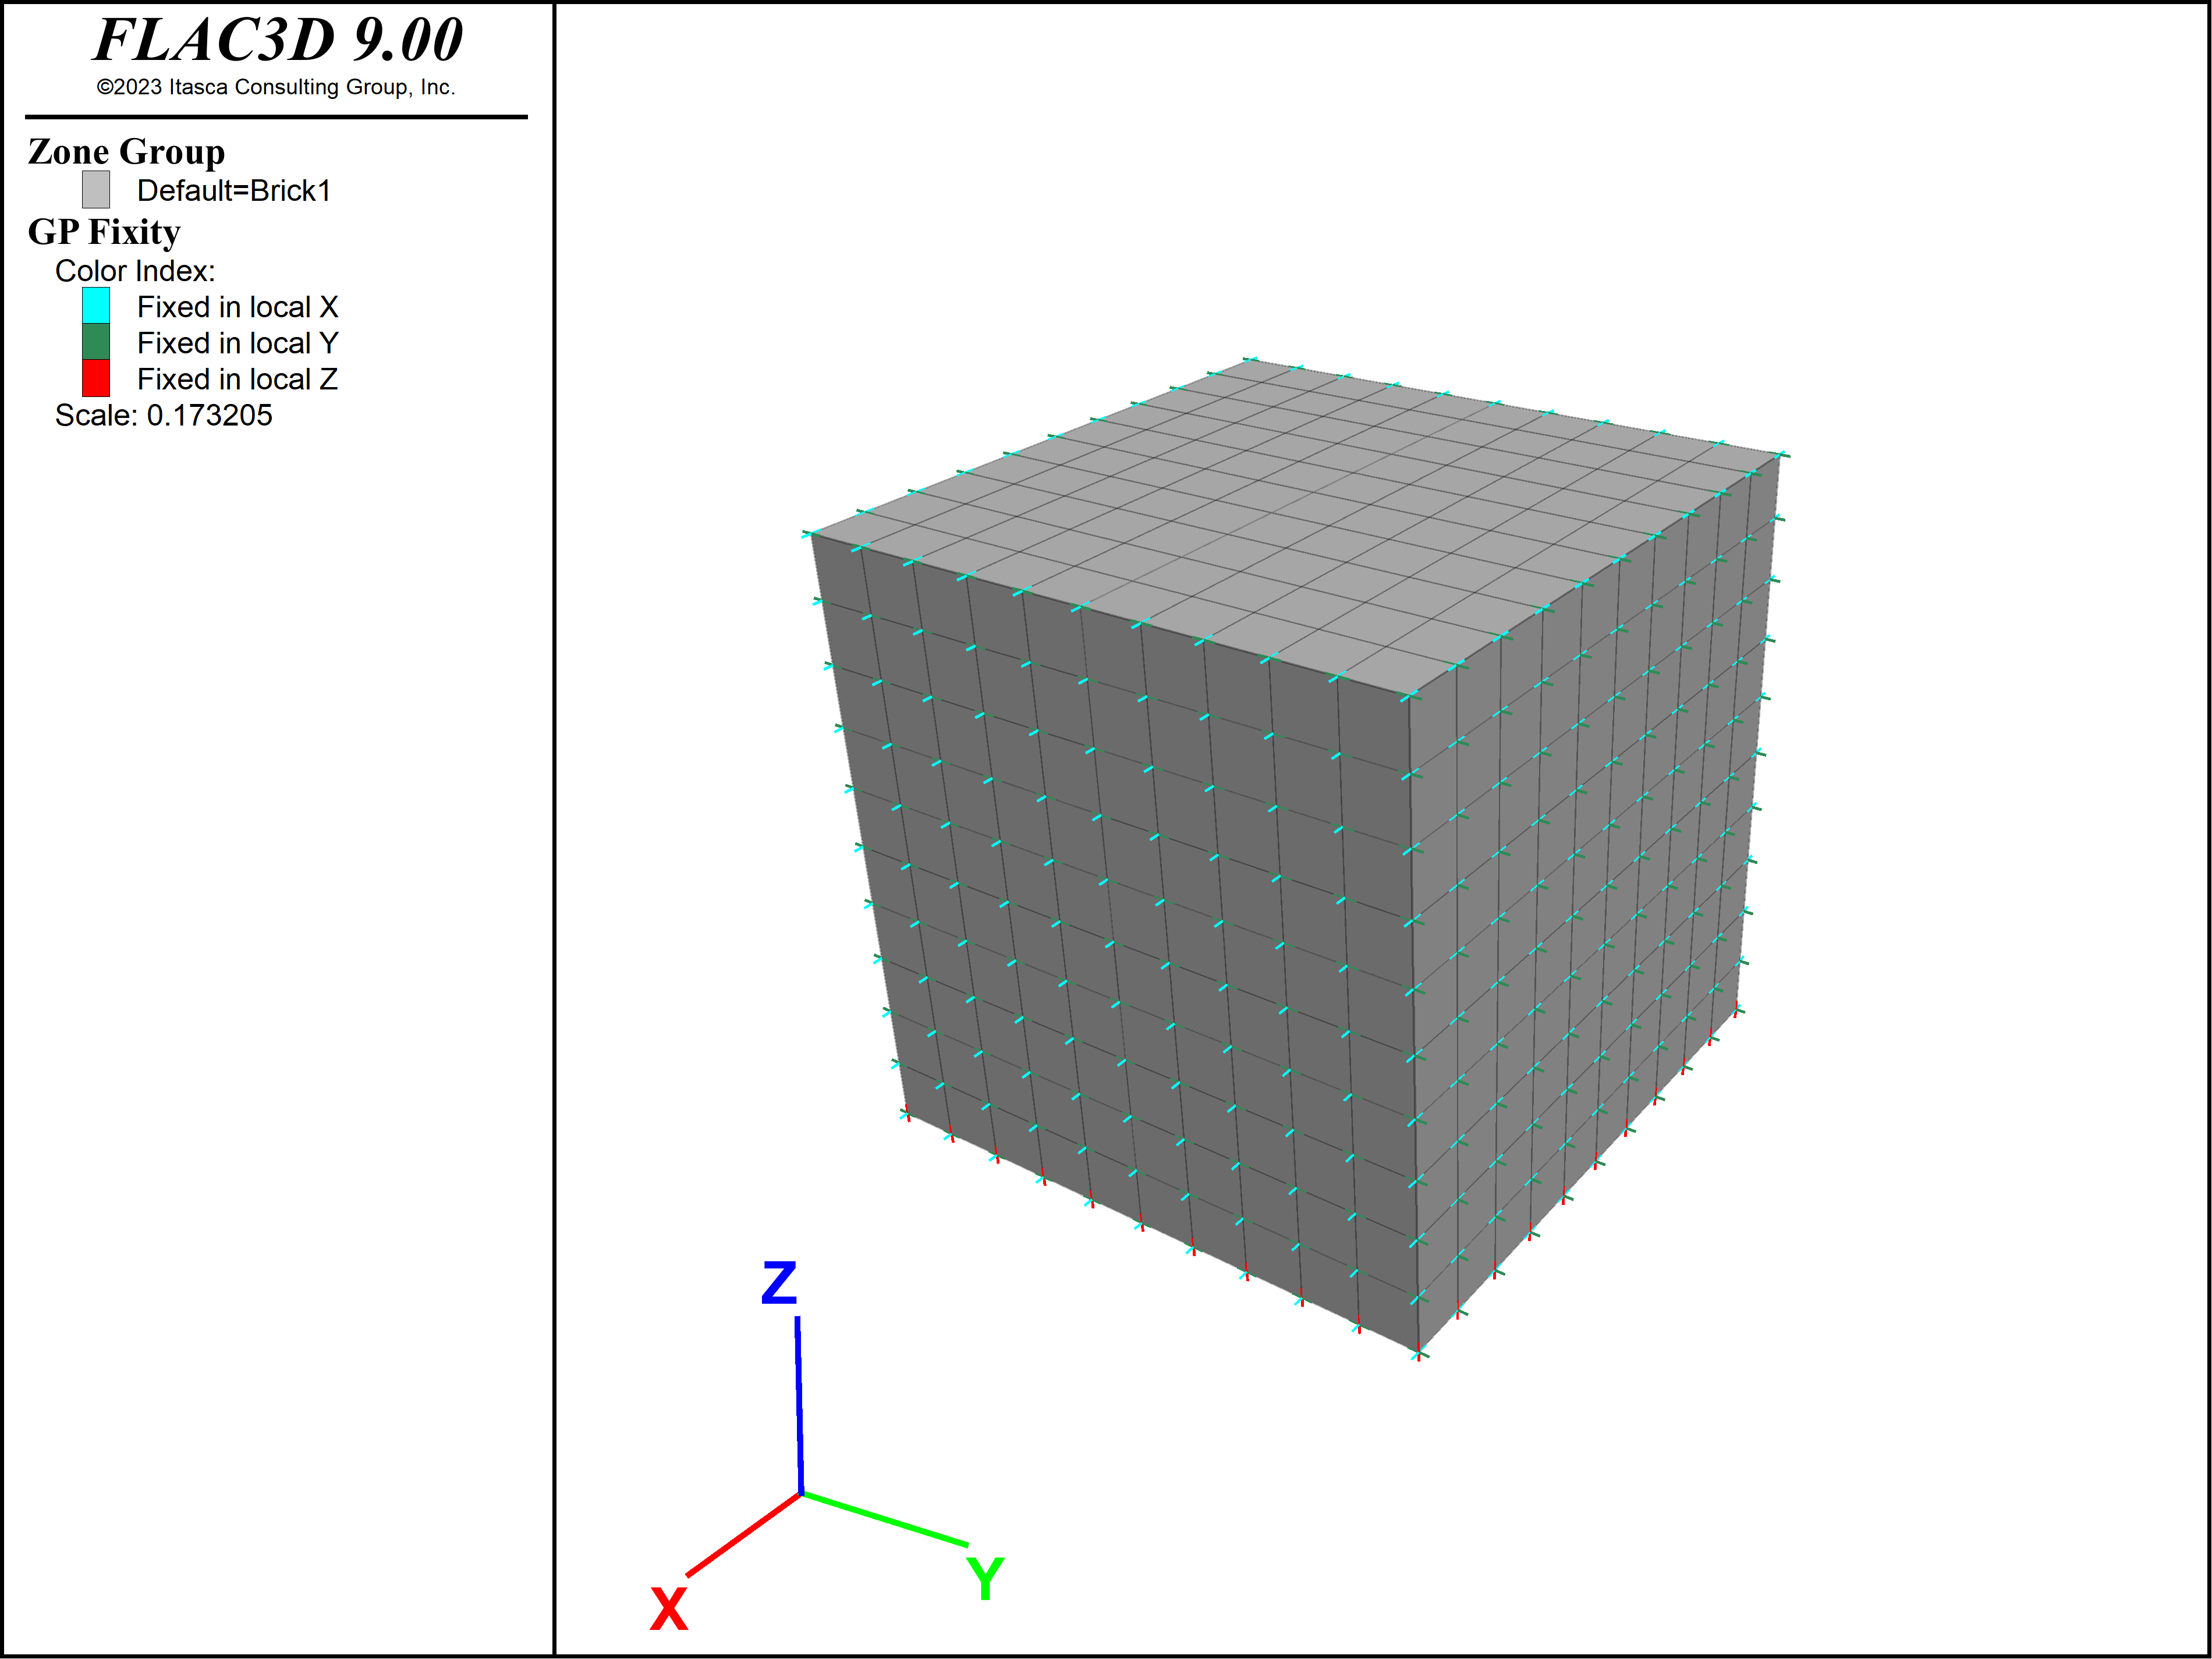 FLAC3D 9.00
©2023 Itasca Consulting Group, Inc.
Zone Group
Default=Brick1
GP Fixity
Color Index:
Fixed in local X
Fixed in local Y
Fixed in local Z
Scale: 0.173205
Z
Y
X